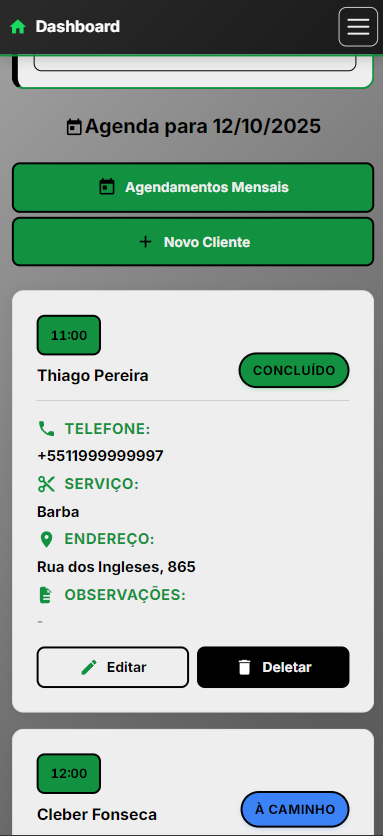 Dashboard
Agenda para 12/10/2025
Agendamentos Mensais
Novo Cliente
11:00
Thiago Pereira
CONCLUÍDO
TELEFONE:
+5511999999997
SERVIÇO:
Barba
ENDEREÇO:
Rua dos Ingleses, 865
OBSERVAÇÕES:
-
Editar
Deletar
12:00
Cleber Fonseca
À CAMINHO